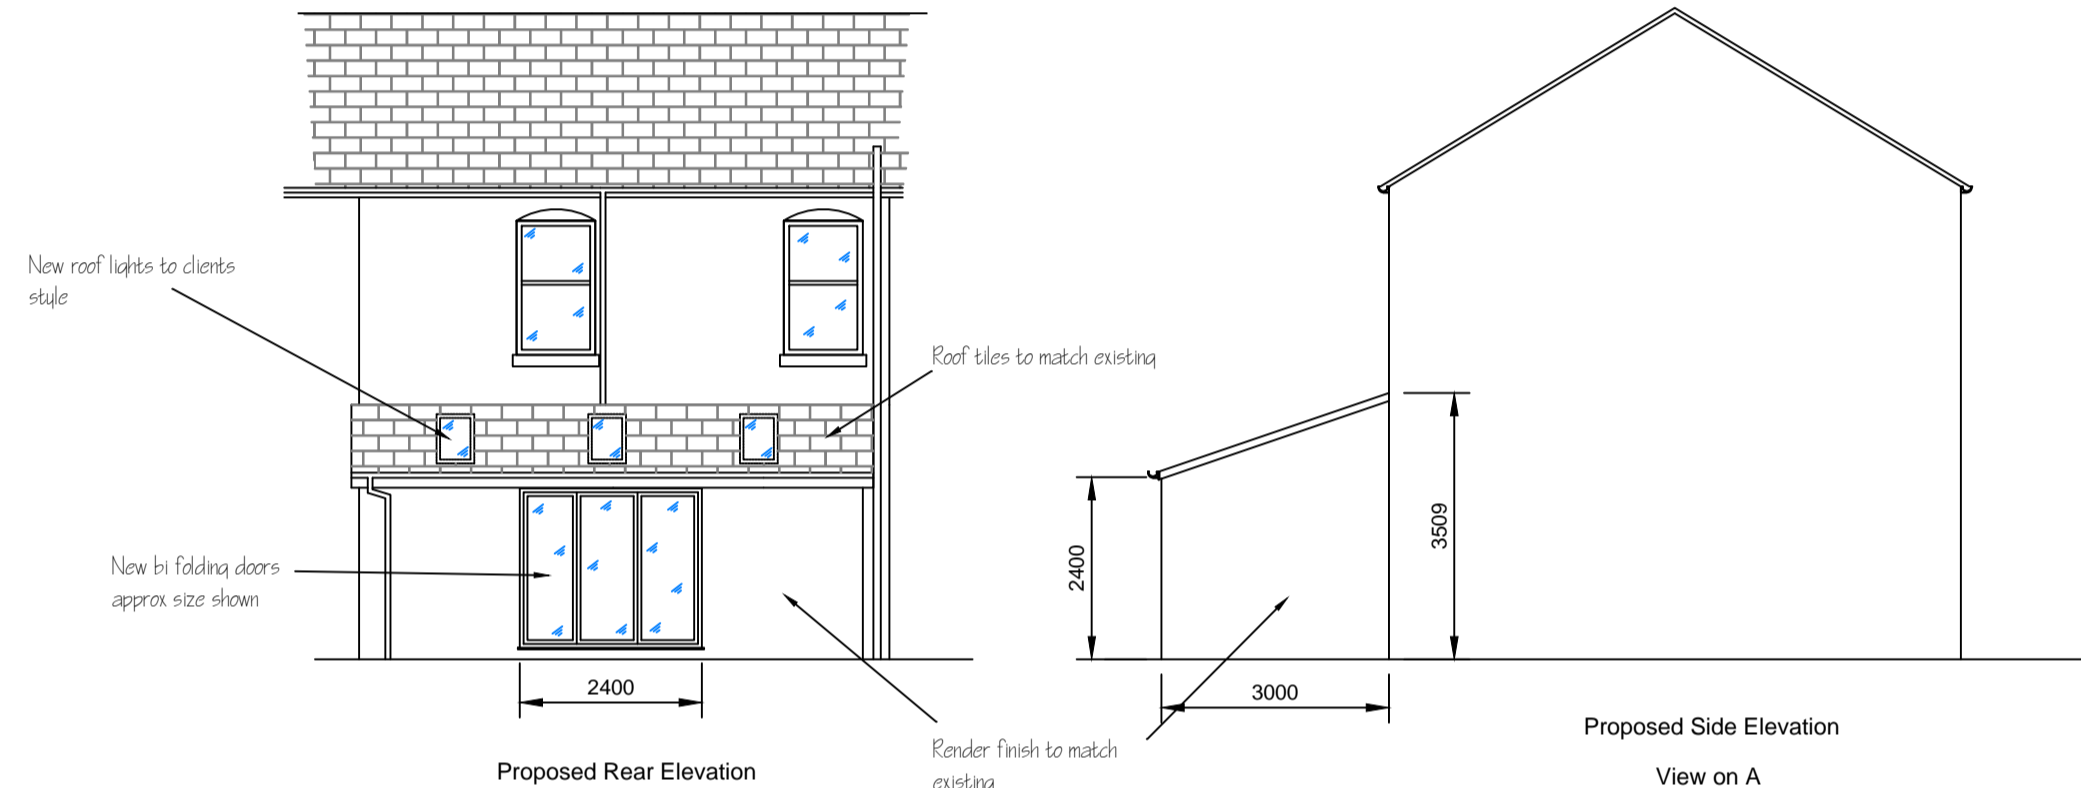 New roof lights to clients
style
Roof tiles to match existing
New bi folding doors
approx size shown
2400
3509
2400
3000
Render finish to match
existing
Proposed Rear Elevation
Proposed Side Elevation
View on A